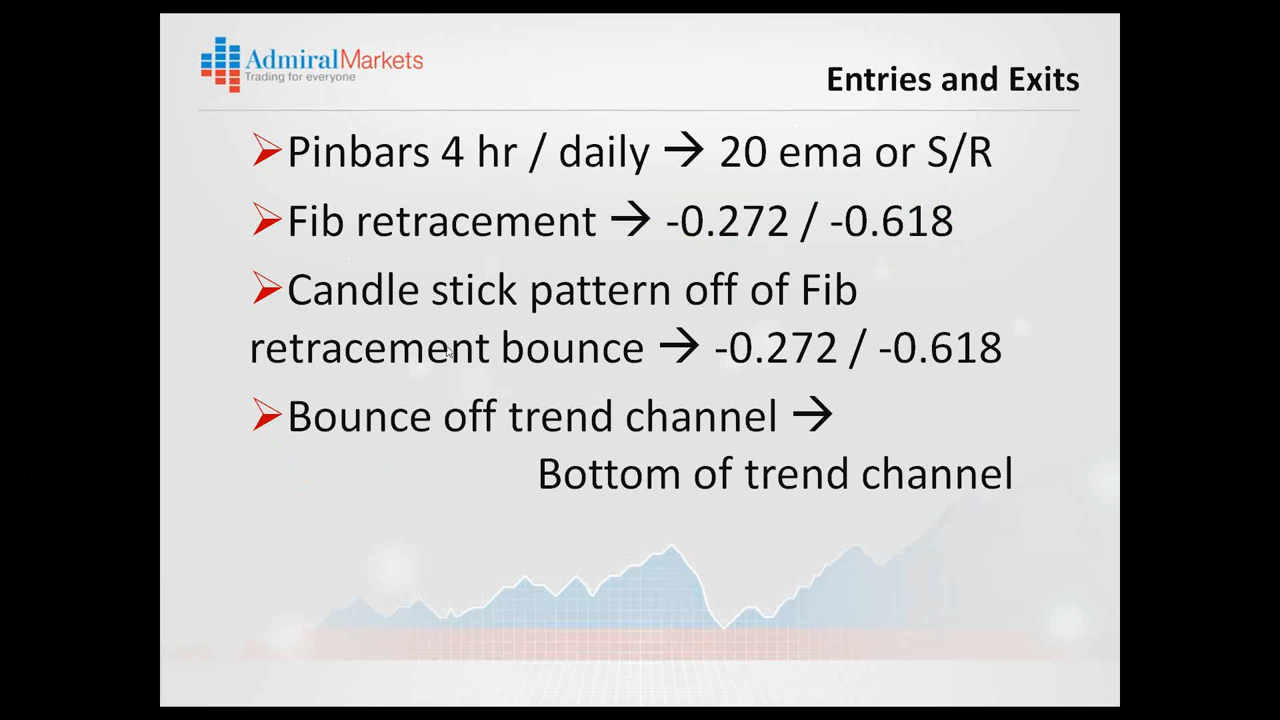 AdmiralMarkets
Trading for everyone
Entries and Exits
➢Pinbars 4 hr / daily → 20 ema or S/R
➢Fib retracement → -0.272 / -0.618
➢Candle stick pattern off of Fib
retracement bounce → -0.272 / -0.618
➢Bounce off trend channel →
Bottom of trend channel